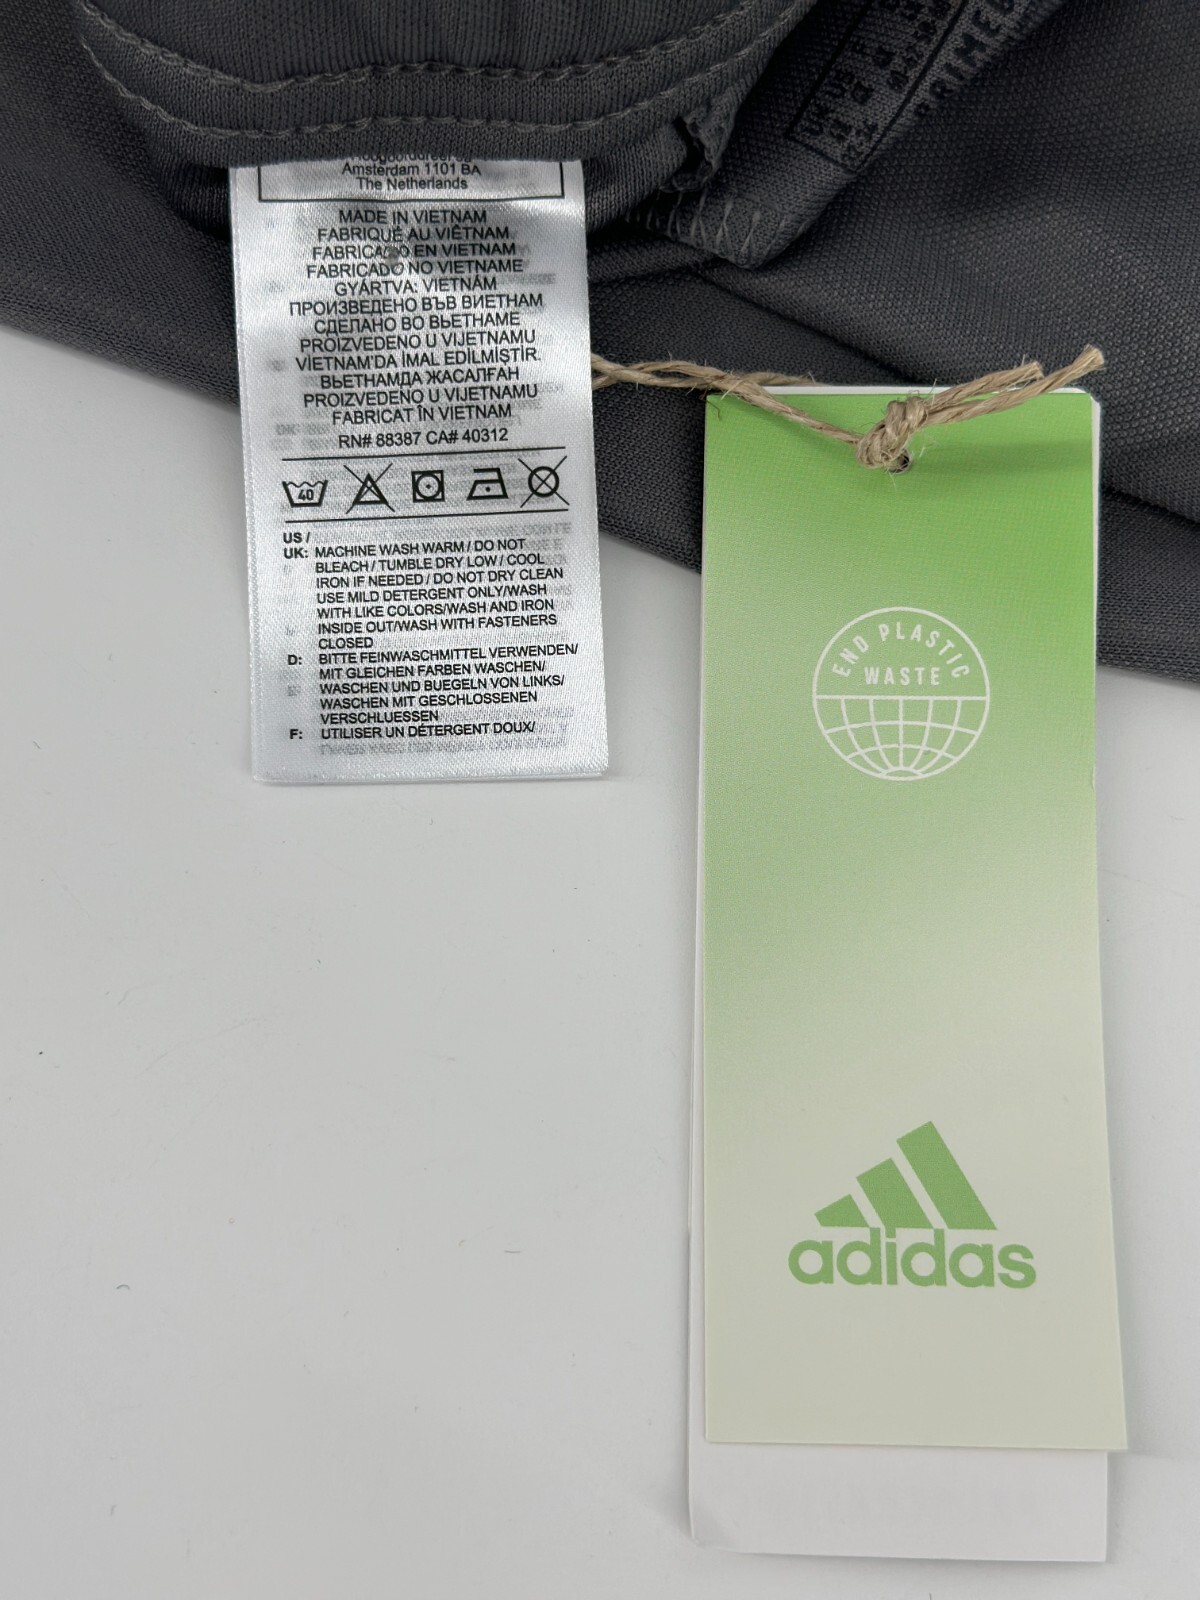 Amsterdam 1101 BA
The Netherlands
MADE IN VIETNAM
FABRIQUÉ AU VIÊTNAM
FABRICADO EN VIETNAM
FABRICADO NO VIETNAME
GYÁRTVA: VIETNÁM
ПРОИЗВЕДЕНО ВЪВ ВИЕТНАМ
СДЕЛАНО ВО ВЬЕТНАМЕ
PROIZVEDENO U VIJETNAMU
VİETNAM'DA İMAL EDİLMİŞTİR.
ВЬЕТНАМДА ЖАСАЛҒАН
PROIZVEDENO U VIJETNAMU
FABRICAT ÎN VIETNAM
RN# 88387 CA# 40312
40
US /
UK: MACHINE WASH WARM / DO NOT
BLEACH / TUMBLE DRY LOW / COOL
IRON IF NEEDED / DO NOT DRY CLEAN
USE MILD DETERGENT ONLY/WASH
WITH LIKE COLORS/WASH AND IRON
INSIDE OUT/WASH WITH FASTENERS
CLOSED
D: BITTE FEINWASCHMITTEL VERWENDEN/
MIT GLEICHEN FARBEN WASCHEN/
WASCHEN UND BUEGELN VON LINKS/
WASCHEN MIT GESCHLOSSENEN
VERSCHLUESSEN
F: UTILISER UN DÉTERGENT DOUX/
END PLASTIC
WASTE
adidas